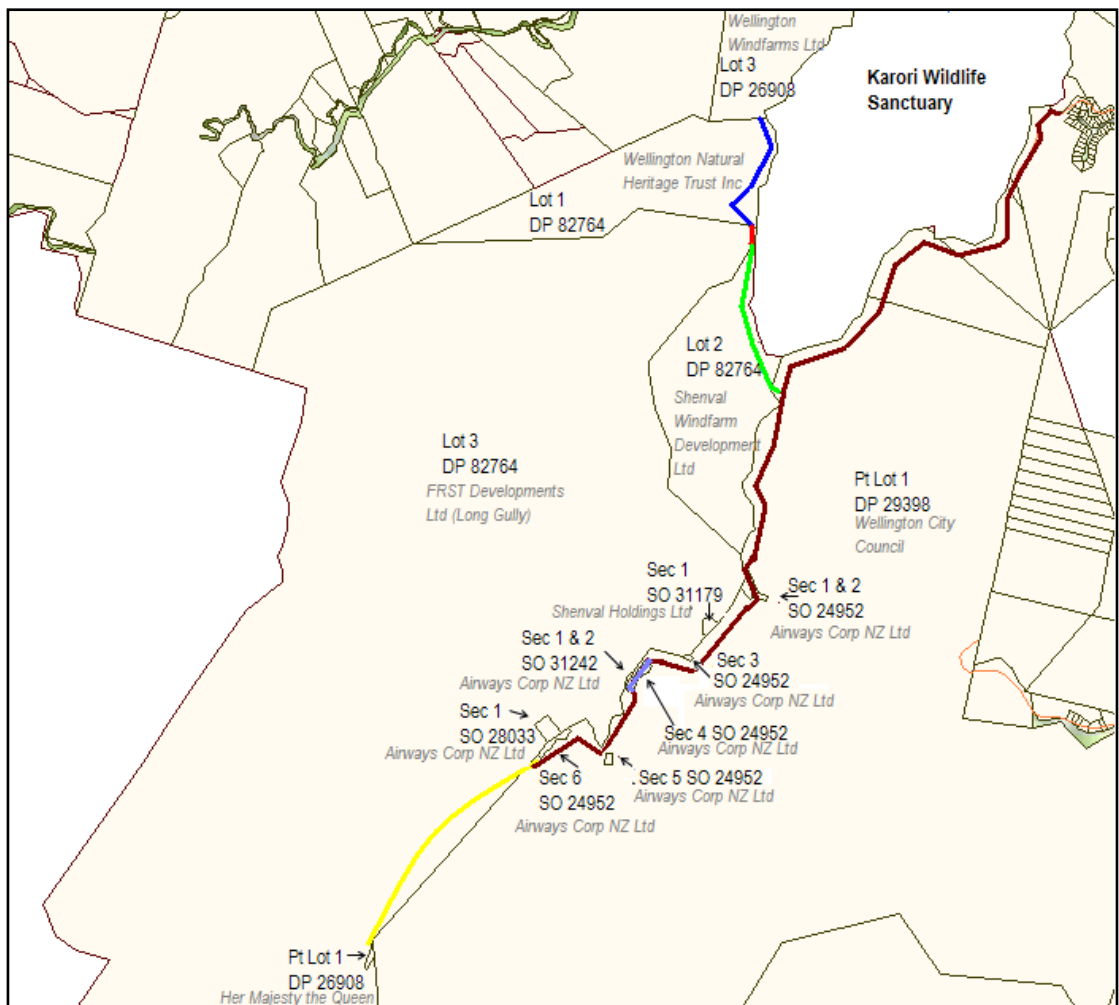 Wellington
Windfarms Ltd
Lot 3
DP 26908
Karori Wildlife
Sanctuary
Wellington Natural
Heritage Trust Inc
Lot 1
DP 82764
Lot 2
DP 82764
Shenval
Windfarm
Development
Ltd
Lot 3
DP 82764
FRST Developments
Ltd (Long Gully)
Pt Lot 1
DP 29398
Wellington City
Council
Sec 1
SO 31179
Shenval Holdings Ltd
Sec 1 & 2
SO 24952
Airways Corp NZ Ltd
Sec 1 & 2
SO 31242
Airways Corp NZ Ltd
Sec 3
SO 24952
Airways Corp NZ Ltd
Sec 1
SO 28033
Airways Corp NZ Ltd
Sec 4 SO 24952
Airways Corp NZ Ltd
Sec 5 SO 24952
Airways Corp NZ Ltd
Sec 6
SO 24952
Airways Corp NZ Ltd
Pt Lot 1
DP 26908
Her Majesty the Queen